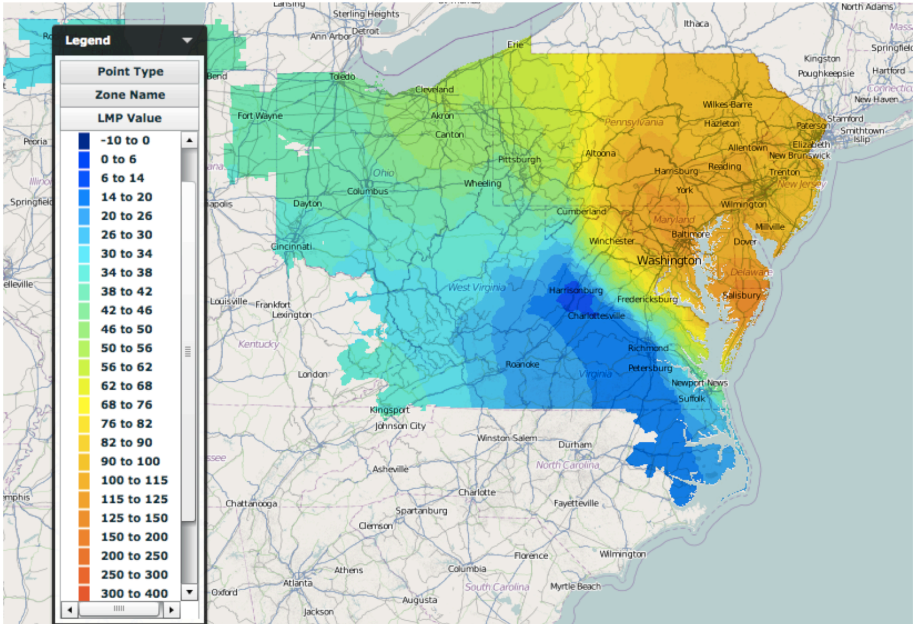 Lansing
Sterling Heights
Ann Arbor
Detroit
Erie
Ithaca
North Adams
Springfield
Kingston
Poughkeepsie
Hartford
New Haven
Legend
Point Type
Zone Name
LMP Value
-10 to 0
0 to 6
6 to 14
14 to 20
20 to 26
26 to 30
30 to 34
34 to 38
38 to 42
42 to 46
46 to 50
50 to 56
56 to 62
62 to 68
68 to 76
76 to 82
82 to 90
90 to 100
100 to 115
115 to 125
125 to 150
150 to 200
200 to 250
250 to 300
300 to 400
Bend
Toledo
Cleveland
Fort Wayne
Akron
Canton
Peoria
Pittsburgh
Pennsylvania
Wilkes-Barre
Hazleton
Paterson
Stamford
Smithtown
Islip
Elizabeth
Allentown
New Brunswick
Altoona
Reading
Trenton
Harrisburg
New Jersey
York
Ohio
Columbus
Wheeling
Dayton
Cumberland
Wilmington
Maryland
Millville
Baltimore
Dover
Winchester
Washington
Delaware
Cincinnati
Salisbury
Springfield
West Virginia
Harrisonburg
Fredericksburg
Charlottesville
Louisville
Frankfort
Lexington
Kentucky
Richmond
Roanoke
Petersburg
Virginia
London
Newport News
Suffolk
Kingsport
Johnson City
Winston-Salem
Durham
North Carolina
Asheville
Charlotte
Fayetteville
Chattanooga
Spartanburg
Clemson
Wilmington
Florence
Athens
Columbia
Atlanta
South Carolina
Myrtle Beach
Oxford
Augusta
Jackson